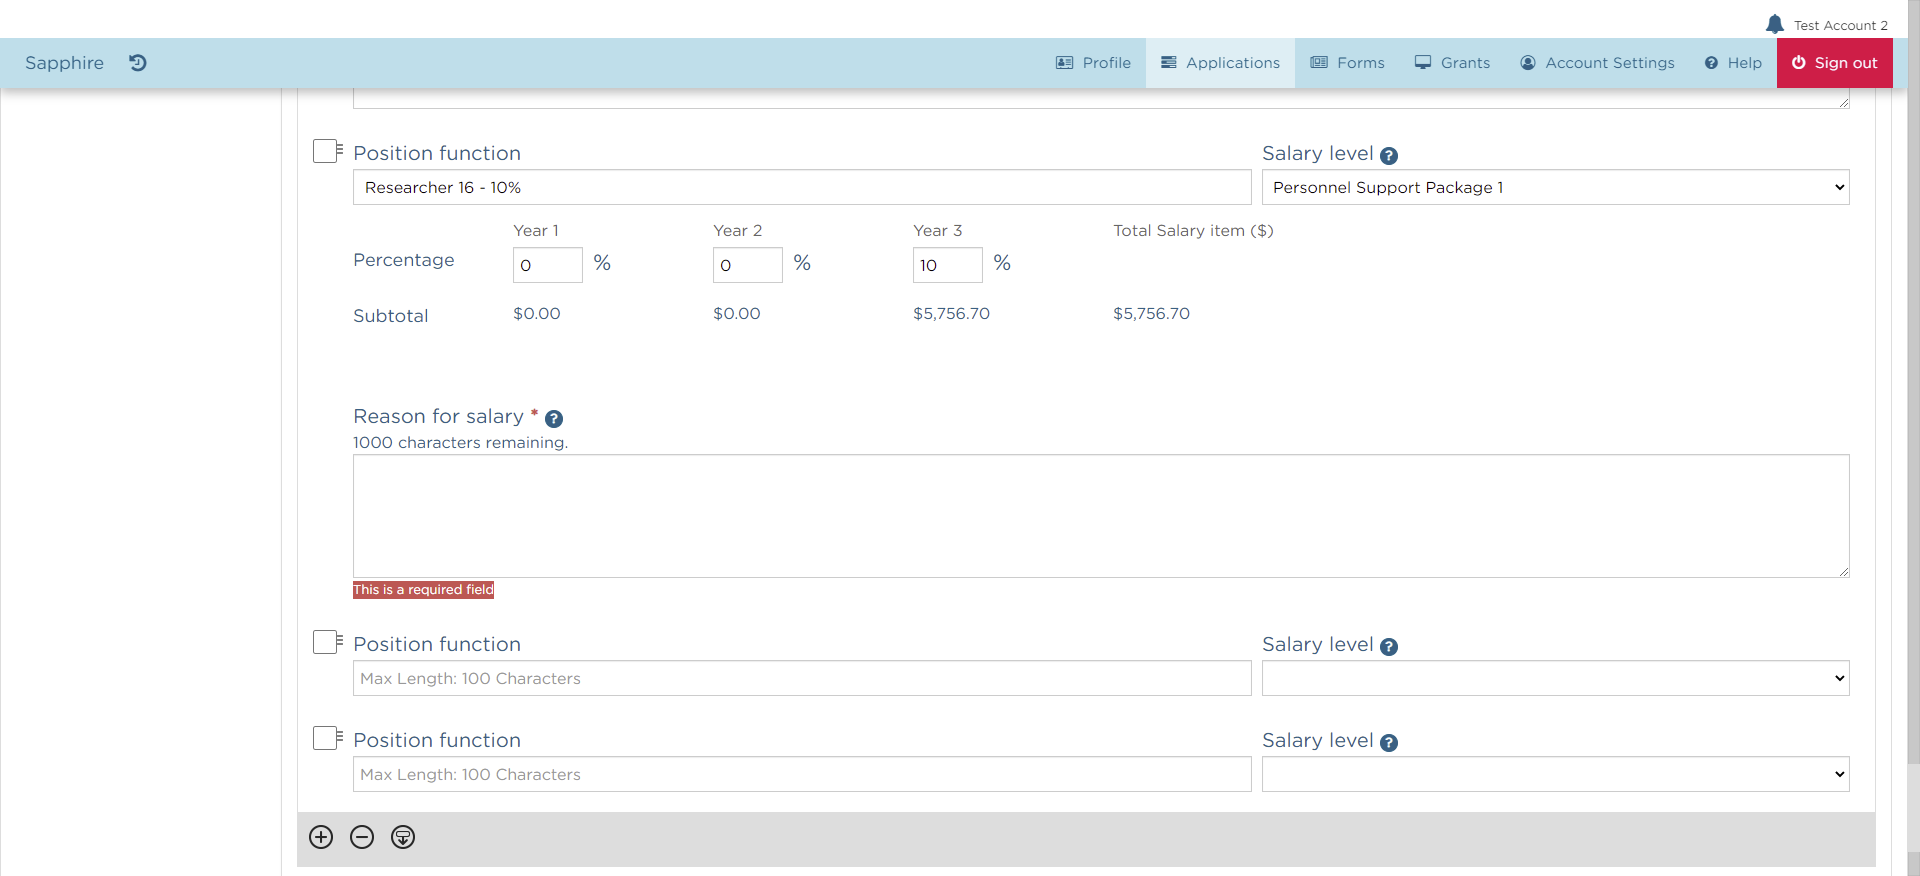 Test Account 2
Sapphire Profile Applications Forms Grants Account Settings Help Sign out
Position function Salary level
Researcher 16 - 10% Personnel Support Package 1
Year 1 Year 2 Year 3 Total Salary item ($)
Percentage 0 % 0 % 10 %
Subtotal $0.00 $0.00 $5,756.70 $5,756.70
Reason for salary *
1000 characters remaining.
This is a required field
Position function Salary level
Max Length: 100 Characters
Position function Salary level
Max Length: 100 Characters